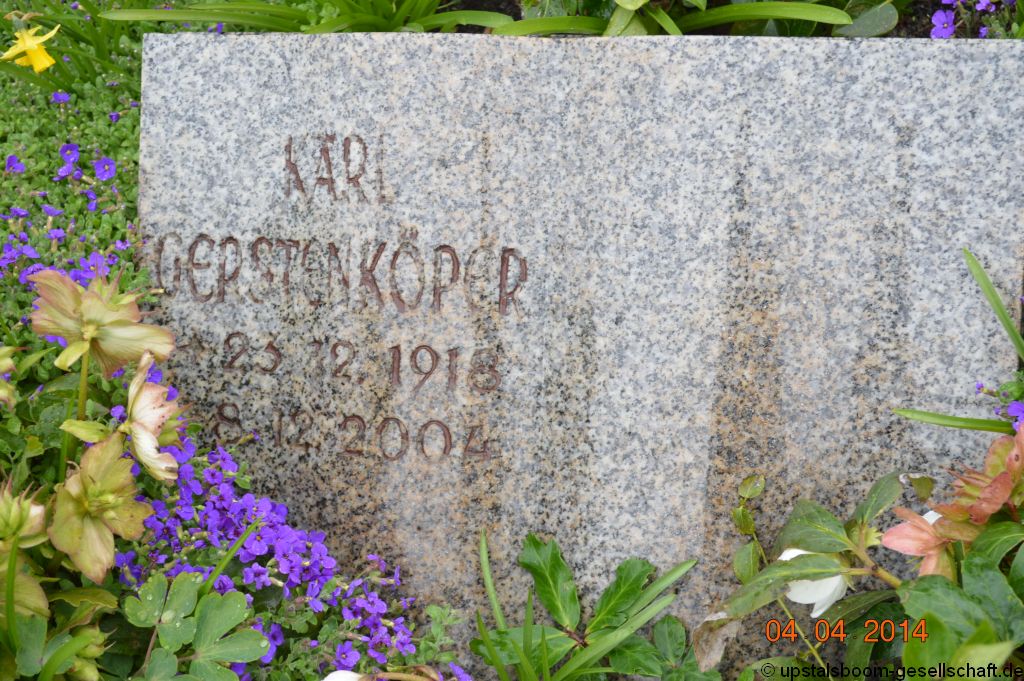 KARL
GERSTENKÖPER
23.12.1918
8.12.2004
04 04 2014
© upstalsboom-gesellschaft.de